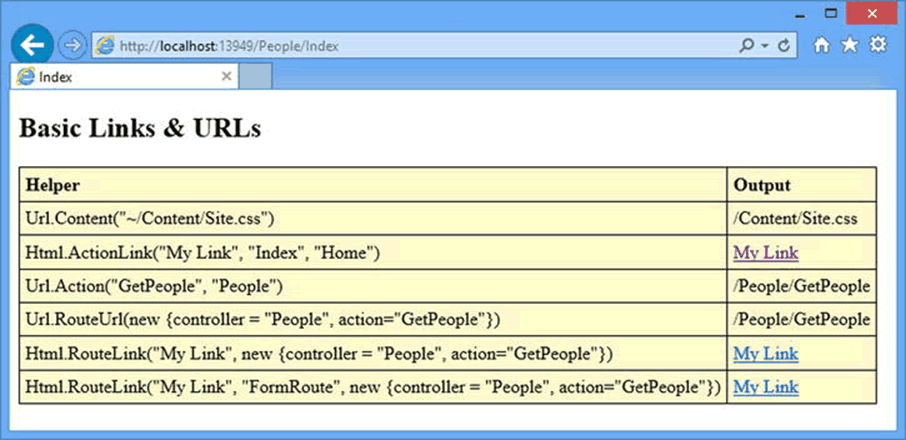 http://localhost:13949/People/Index
Index
Basic Links & URLs
Helper Output
Url.Content("~/Content/Site.css") /Content/Site.css
Html.ActionLink("My Link", "Index", "Home") My Link
Url.Action("GetPeople", "People") /People/GetPeople
Url.RouteUrl(new {controller = "People", action="GetPeople"}) /People/GetPeople
Html.RouteLink("My Link", new {controller = "People", action="GetPeople"}) My Link
Html.RouteLink("My Link", "FormRoute", new {controller = "People", action="GetPeople"}) My Link